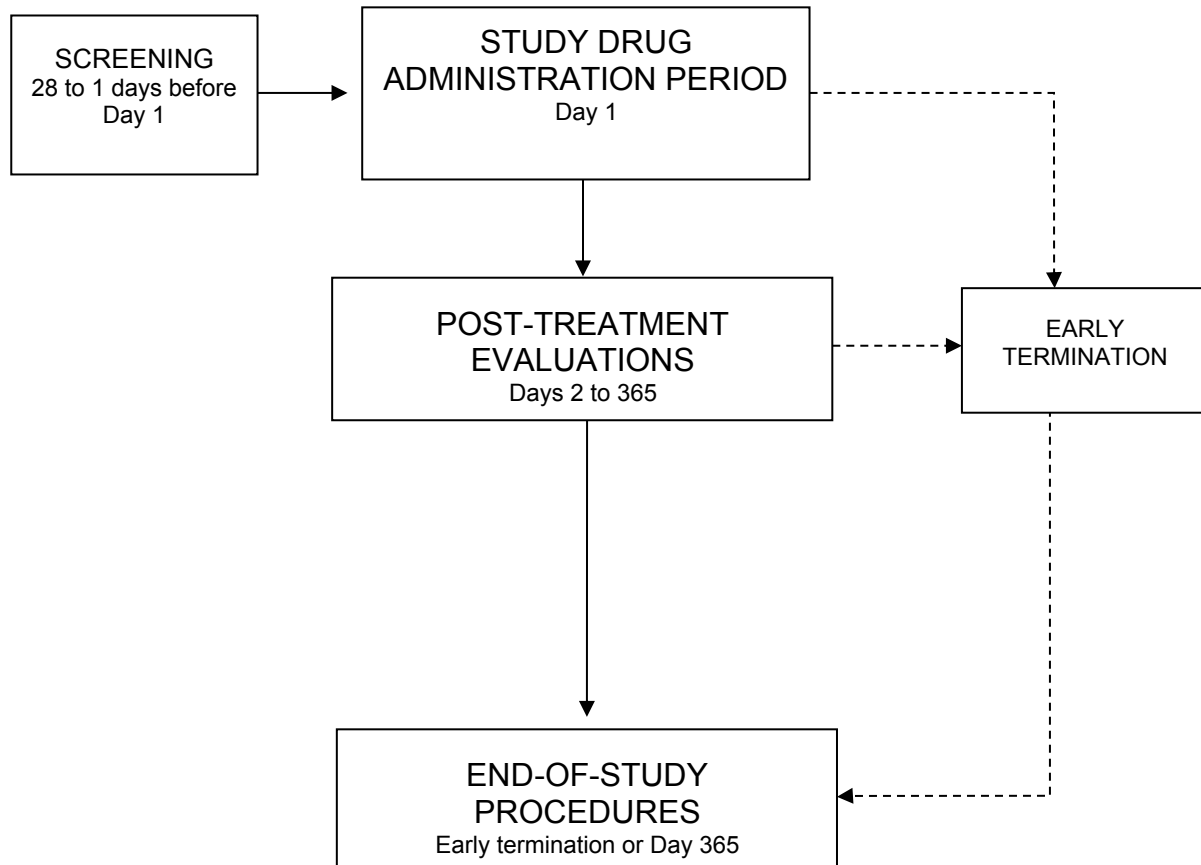 SCREENING
28 to 1 days before
Day 1
STUDY DRUG
ADMINISTRATION PERIOD
Day 1
POST-TREATMENT
EVALUATIONS
Days 2 to 365
EARLY
TERMINATION
END-OF-STUDY
PROCEDURES
Early termination or Day 365